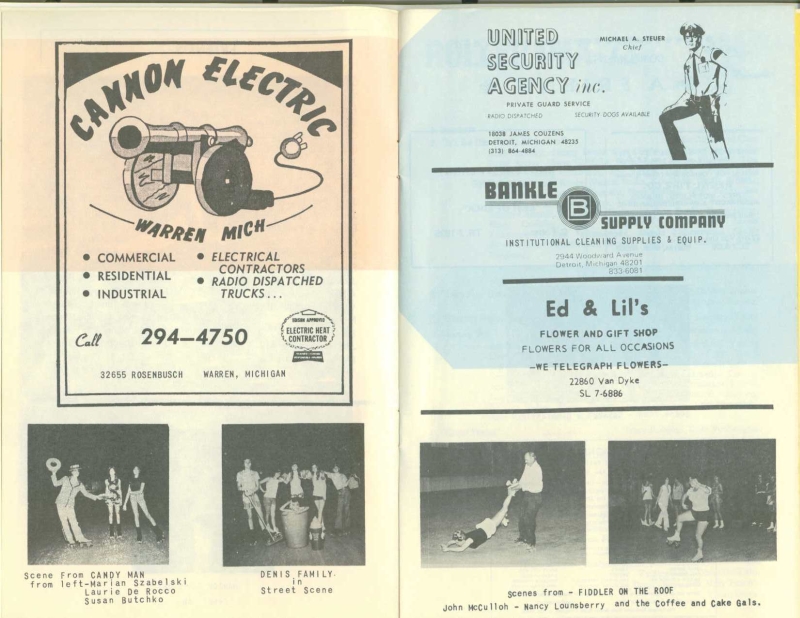 CANNON ELECTRIC
WARREN MICH
• COMMERCIAL
• RESIDENTIAL
• INDUSTRIAL
• ELECTRICAL
CONTRACTORS
• RADIO DISPATCHED
TRUCKS...
Call 294-4750
EDISON APPROVED
ELECTRIC HEAT
CONTRACTOR
32655 ROSENBUSCH WARREN, MICHIGAN
Scene From CANDY MAN
from left-Marian Szabelski
Laurie De Rocco
Susan Butchko
DENIS FAMILY
in
Street Scene
UNITED
SECURITY
AGENCY inc.
MICHAEL A. STEUER
Chief
PRIVATE GUARD SERVICE
RADIO DISPATCHED SECURITY DOGS AVAILABLE
18028 JAMES COUZENS
DETROIT, MICHIGAN 48235
(313) 864-4884
BANKLE
B
SUPPLY COMPANY
INSTITUTIONAL CLEANING SUPPLIES & EQUIP.
2944 Woodward Avenue
Detroit, Michigan 48201
833-6081
Ed & Lil's
FLOWER AND GIFT SHOP
FLOWERS FOR ALL OCCASIONS
-WE TELEGRAPH FLOWERS-
22860 Van Dyke
SL 7-6886
Scenes from - FIDDLER ON THE ROOF
John McCulloh - Nancy Lounsberry and the Coffee and Cake Gals.